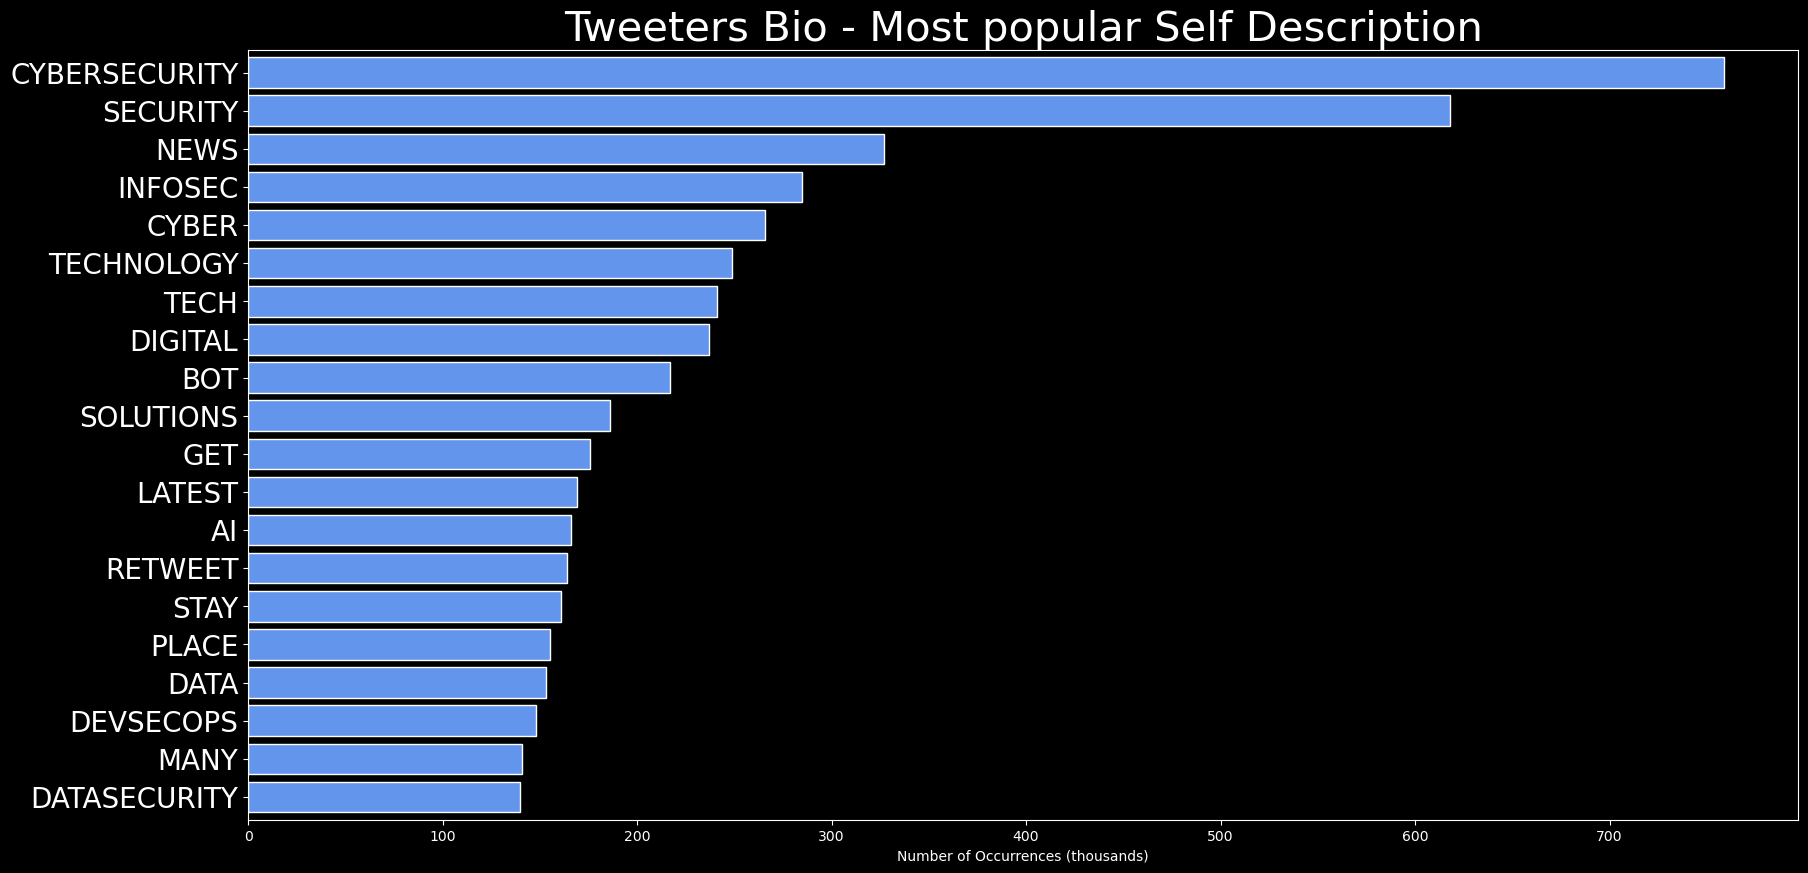 Tweeters Bio - Most popular Self Description
CYBERSECURITY
SECURITY
NEWS
INFOSEC
CYBER
TECHNOLOGY
TECH
DIGITAL
BOT
SOLUTIONS
GET
LATEST
AI
RETWEET
STAY
PLACE
DATA
DEVSECOPS
MANY
DATASECURITY
0 100 200 300 400 500 600 700
Number of Occurrences (thousands)